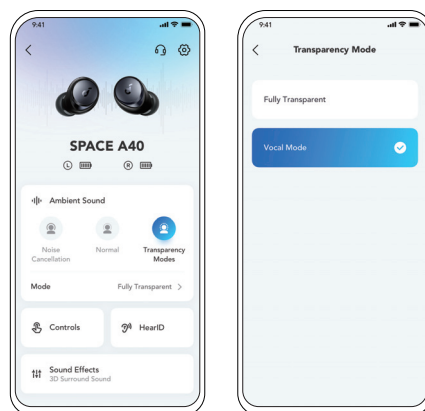 9:41
SPACE A40
L
R
Ambient Sound
Noise Cancellation
Normal
Transparency Modes
Mode
Fully Transparent
Controls
HearID
Sound Effects
3D Surround Sound
9:41
Transparency Mode
Fully Transparent
Vocal Mode